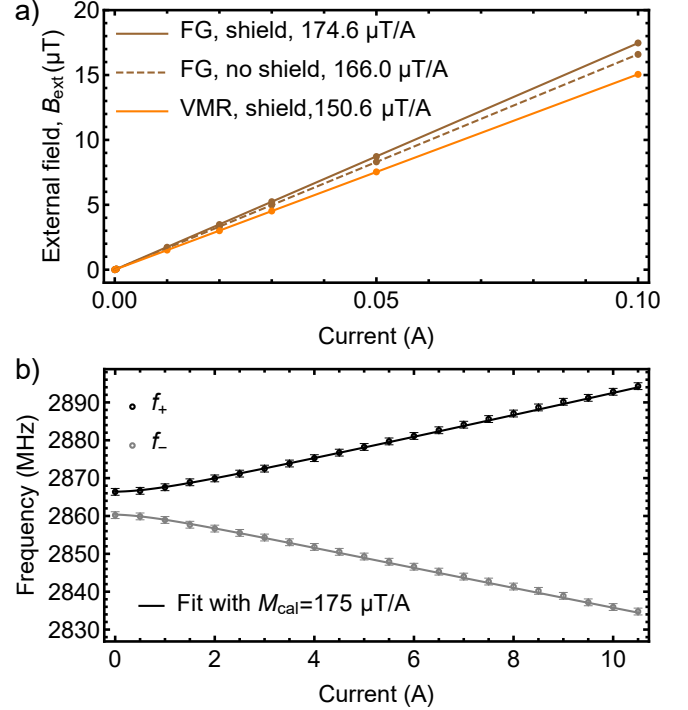 a)
20
15
10
5
0
External field, B_ext (µT)
FG, shield, 174.6 µT/A
FG, no shield, 166.0 µT/A
VMR, shield,150.6 µT/A
0.00 0.05 0.10
Current (A)
b)
2890
2880
2870
2860
2850
2840
2830
Frequency (MHz)
f₊
f₋
Fit with M_cal=175 µT/A
0 2 4 6 8 10
Current (A)